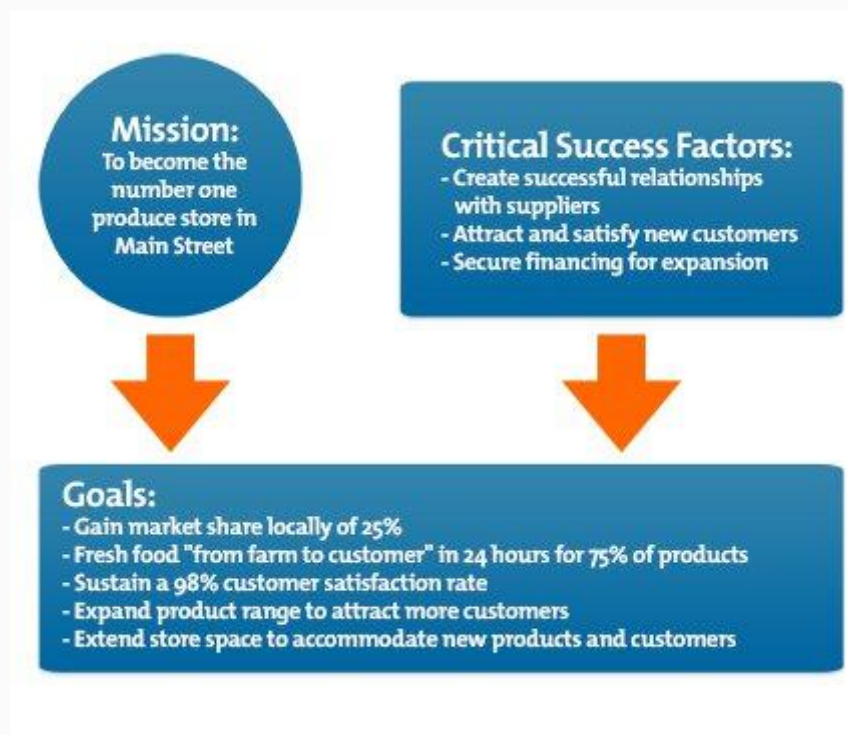 Mission:
To become the
number one
produce store in
Main Street
Critical Success Factors:
- Create successful relationships
with suppliers
- Attract and satisfy new customers
- Secure financing for expansion
Goals:
- Gain market share locally of 25%
- Fresh food "from farm to customer" in 24 hours for 75% of products
- Sustain a 98% customer satisfaction rate
- Expand product range to attract more customers
- Extend store space to accommodate new products and customers